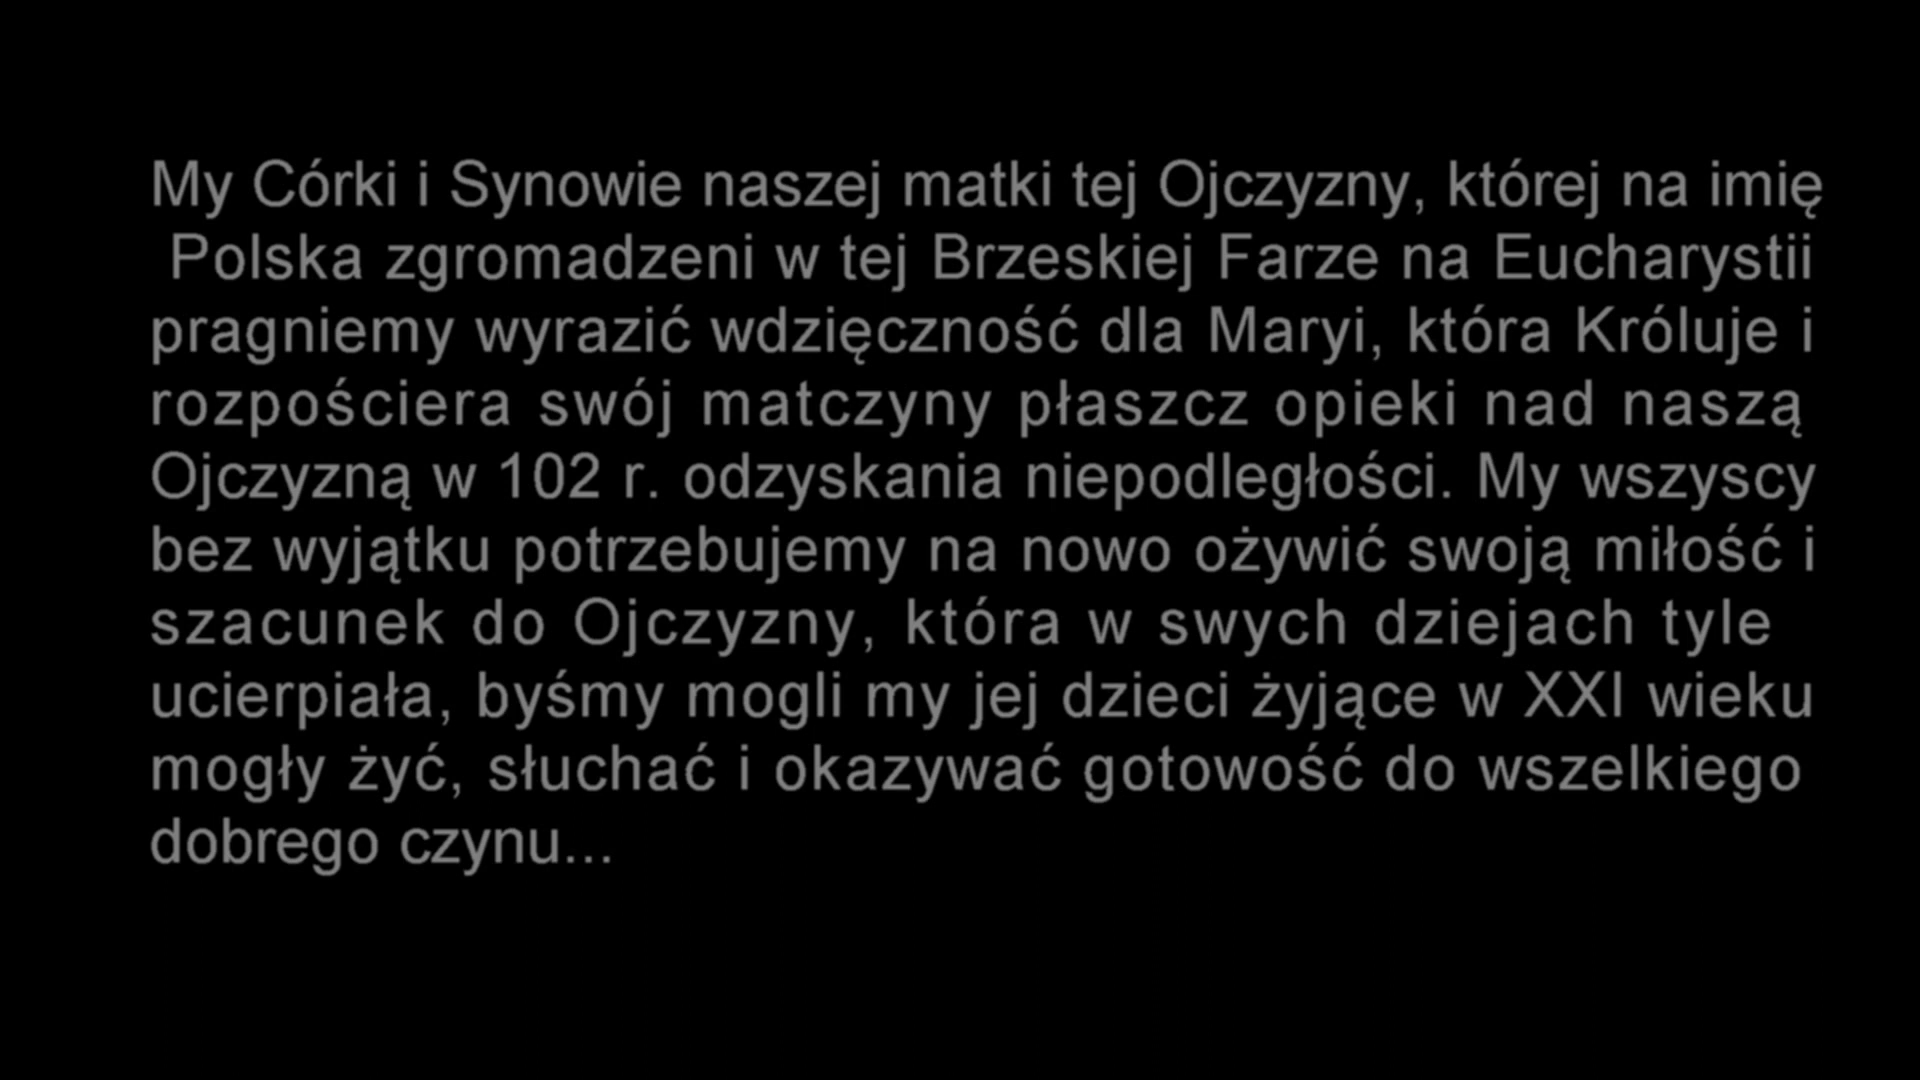 My Córki i Synowie naszej matki tej Ojczyzny, której na imię
Polska zgromadzeni w tej Brzeskiej Farze na Eucharystii
pragniemy wyrazić wdzięczność dla Maryi, która Króluje i
rozpościera swój matczyny płaszcz opieki nad naszą
Ojczyzną w 102 r. odzyskania niepodległości. My wszyscy
bez wyjątku potrzebujemy na nowo ożywić swoją miłość i
szacunek do Ojczyzny, która w swych dziejach tyle
ucierpiała, byśmy mogli my jej dzieci żyjące w XXI wieku
mogły żyć, słuchać i okazywać gotowość do wszelkiego
dobrego czynu...